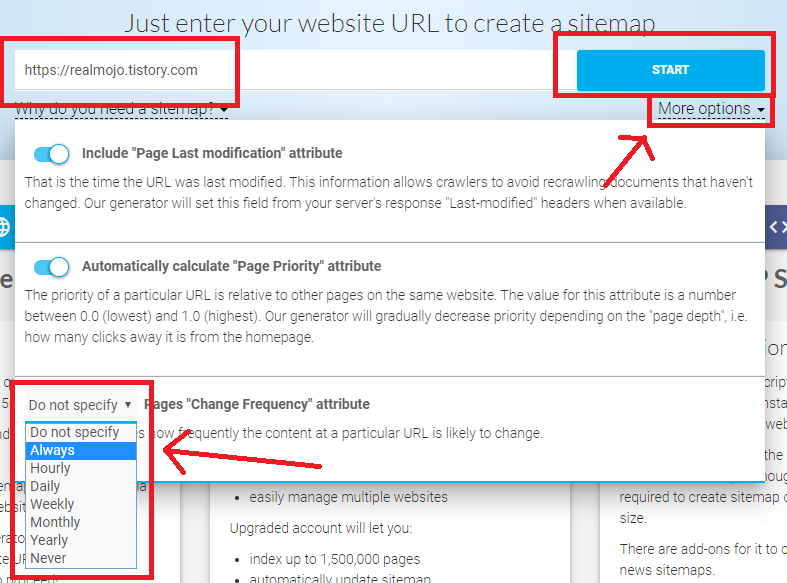 Just enter your website URL to create a sitemap
https://realmojo.tistory.com
START
Why do you need a sitemap?
More options
Include "Page Last modification" attribute
That is the time the URL was last modified. This information allows crawlers to avoid recrawling documents that haven't
changed. Our generator will set this field from your server's response "Last-modified" headers when available.
Automatically calculate "Page Priority" attribute
The priority of a particular URL is relative to other pages on the same website. The value for this attribute is a number
between 0.0 (lowest) and 1.0 (highest). Our generator will gradually decrease priority depending on the "page depth", i.e.
how many clicks away it is from the homepage.
Do not specify
Pages "Change Frequency" attribute
how frequently the content at a particular URL is likely to change.
Do not specify
Always
Hourly
Daily
Weekly
Monthly
Yearly
Never
easily manage multiple websites
Upgraded account will let you:
index up to 1,500,000 pages
automatically update sitemap
the
required to create sitemap
size.
There are add-ons for it to
news sitemaps.